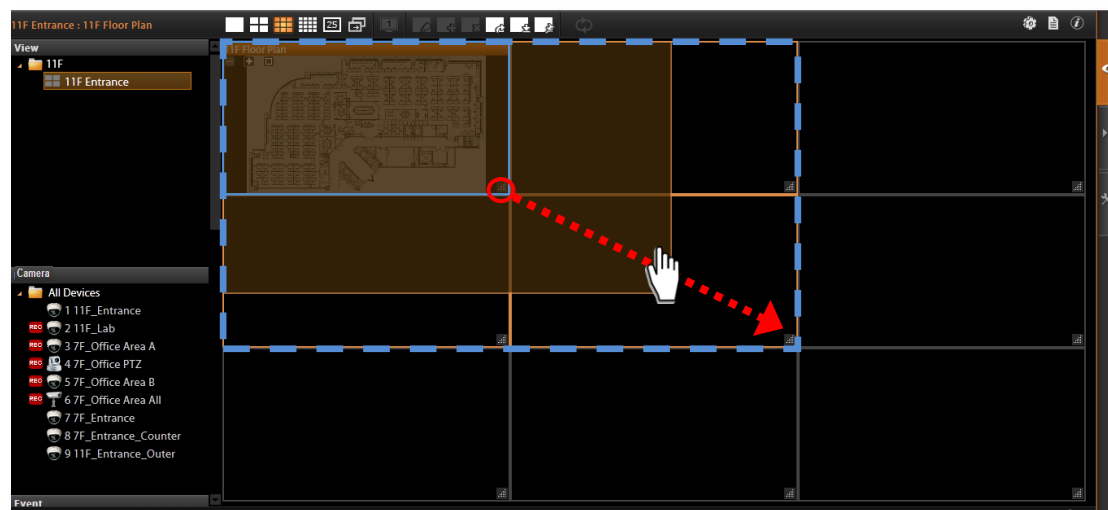 11F Entrance : 11F Floor Plan
25
1
View
11F
11F Entrance
11F Floor Plan
Camera
All Devices
1 11F_Entrance
REC 2 11F_Lab
REC 3 7F_Office Area A
REC 4 7F_Office PTZ
REC 5 7F_Office Area B
REC 6 7F_Office Area All
7 7F_Entrance
8 7F_Entrance_Counter
9 11F_Entrance_Outer
Event